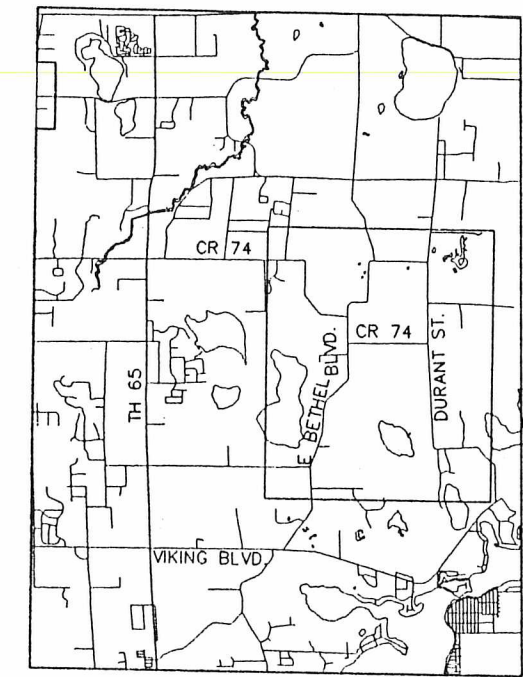 CR 74
CR 74
E BETHEL BLVD.
DURANT ST.
TH 65
VIKING BLVD.